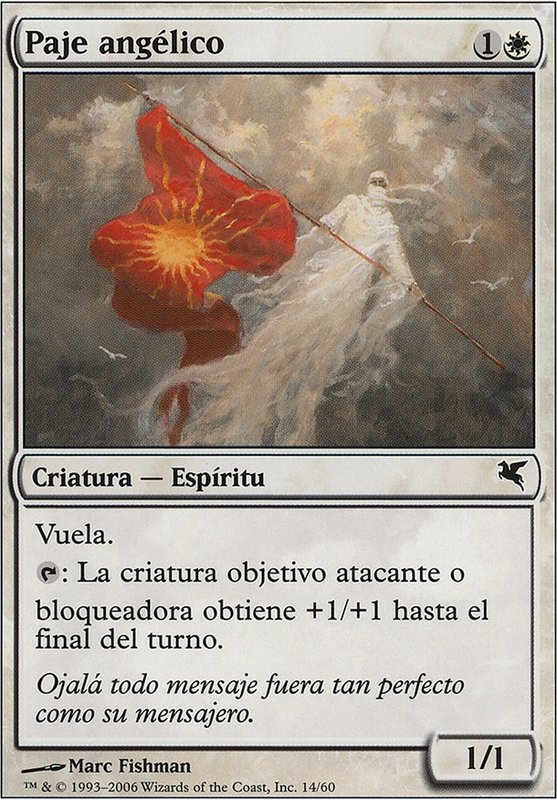 Paje angélico
1
Criatura — Espíritu
Vuela.
: La criatura objetivo atacante o
bloqueadora obtiene +1/+1 hasta el
final del turno.
Ojalá todo mensaje fuera tan perfecto
como su mensajero.
1/1
Marc Fishman
™ & © 1993–2006 Wizards of the Coast, Inc. 14/60